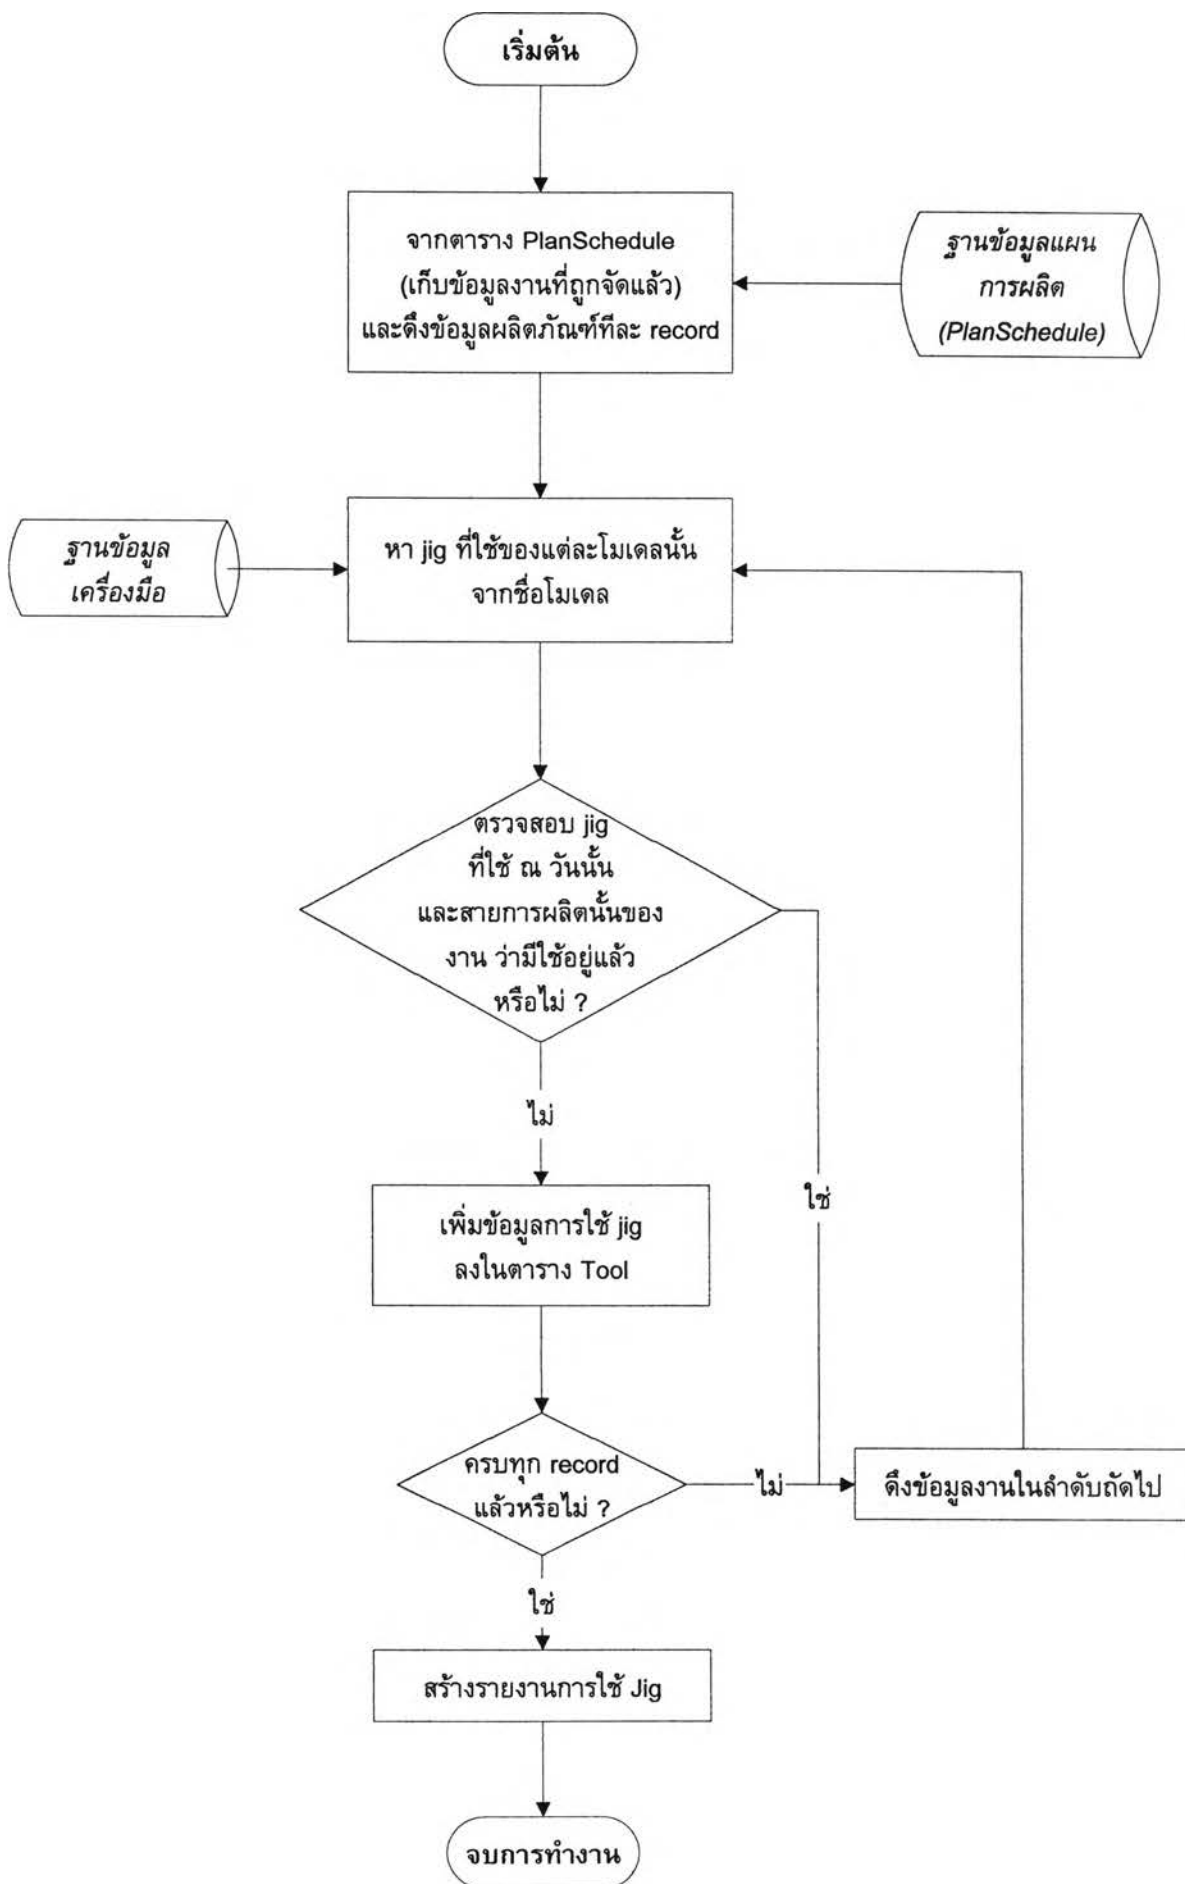 เริ่มต้น
จากตาราง PlanSchedule
(เก็บข้อมูลงานที่ถูกจัดแล้ว)
และดึงข้อมูลผลิตภัณฑ์ทีละ record
ฐานข้อมูลแผน
การผลิต
(PlanSchedule)
ฐานข้อมูล
เครื่องมือ
หา jig ที่ใช้ของแต่ละโมเดลนั้น
จากชื่อโมเดล
ตรวจสอบ jig
ที่ใช้ ณ วันนั้น
และสายการผลิตนั้นของ
งาน ว่ามีใช้อยู่แล้ว
หรือไม่ ?
ไม่
ใช่
เพิ่มข้อมูลการใช้ jig
ลงในตาราง Tool
ครบทุก record
แล้วหรือไม่ ?
ไม่
ดึงข้อมูลงานในลำดับถัดไป
ใช่
สร้างรายงานการใช้ Jig
จบการทำงาน